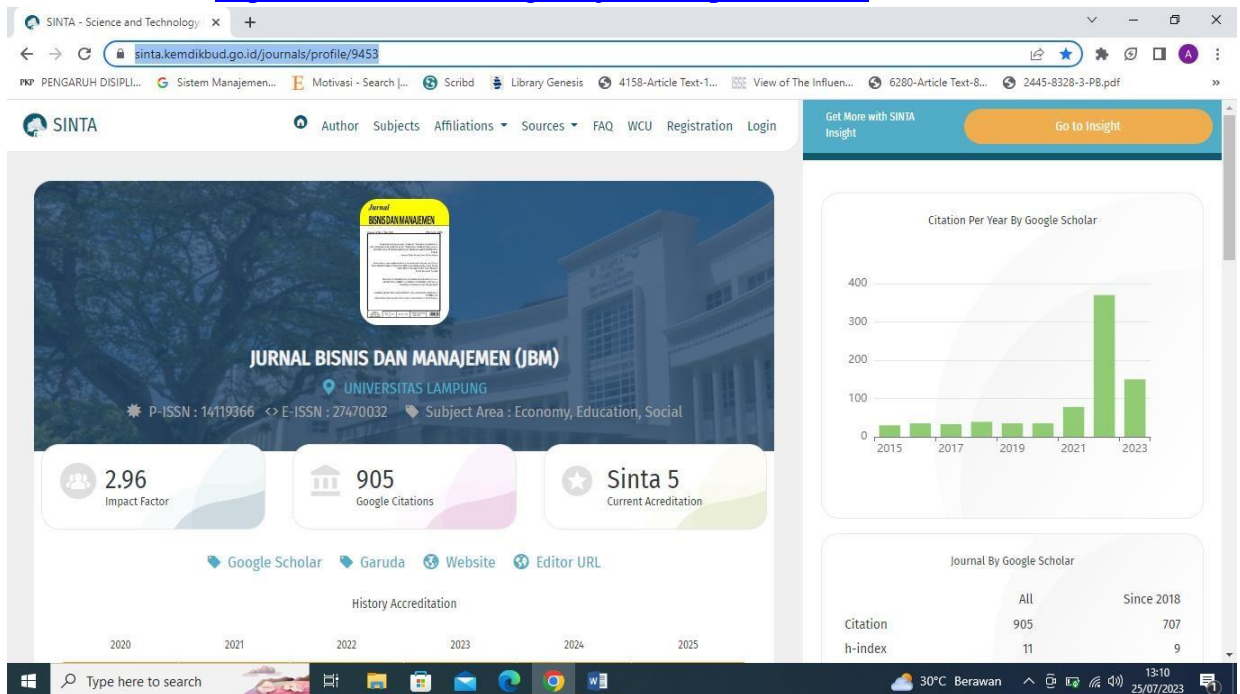 SINTA - Science and Technology
sinta.kemdikbud.go.id/journals/profile/9453
A
PKP PENGARUH DISIPLI... Sistem Manajemen... Motivasi - Search |... Scribd Library Genesis 4158-Article Text-1... View of The Influen... 6280-Article Text-8... 2445-8328-3-PB.pdf »
SINTA
Author Subjects Affiliations Sources FAQ WCU Registration Login
Get More with SINTA
Insight
Go to Insight
Jurnal
BISNIS DAN MANAJEMEN
JURNAL BISNIS DAN MANAJEMEN (JBM)
UNIVERSITAS LAMPUNG
P-ISSN : 14119366 <> E-ISSN : 27470032 Subject Area : Economy, Education, Social
2.96
Impact Factor
905
Google Citations
Sinta 5
Current Acreditation
Google Scholar Garuda Website Editor URL
History Accreditation
2020 2021 2022 2023 2024 2025
Citation Per Year By Google Scholar
400
300
200
100
0
2015 2017 2019 2021 2023
Journal By Google Scholar
All Since 2018
Citation 905 707
h-index 11 9
Type here to search
30°C Berawan
13:10
25/07/2023